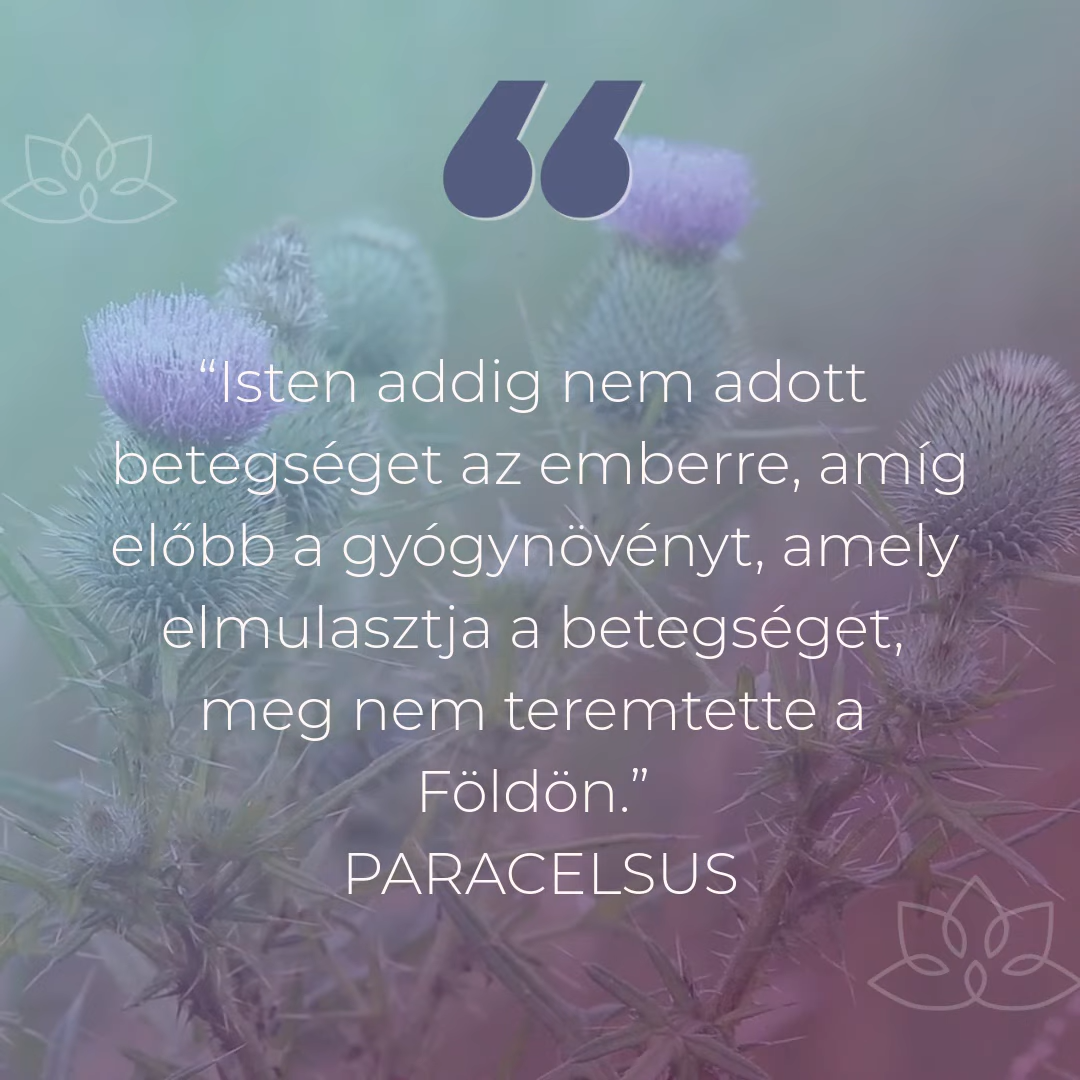 “Isten addig nem adott
betegséget az emberre, amíg
előbb a gyógynövényt, amely
elmulasztja a betegséget,
meg nem teremtette a
Földön.”
PARACELSUS